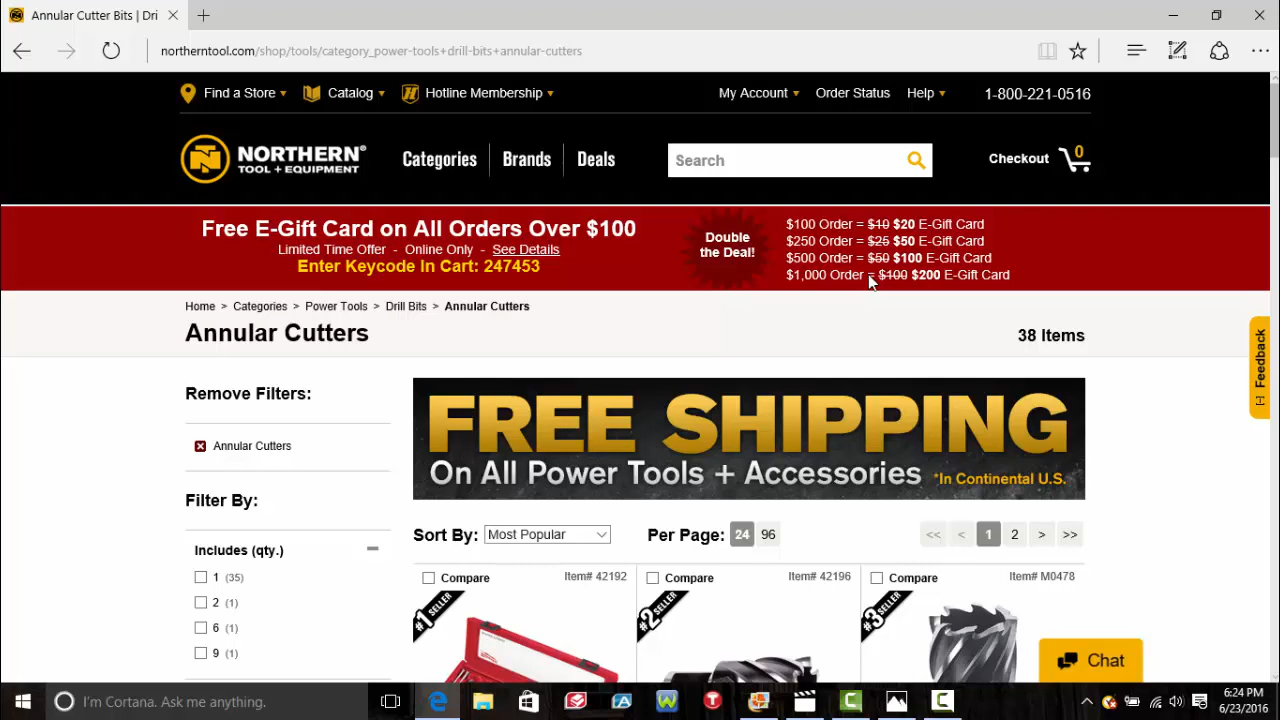 Annular Cutter Bits | Dri
northerntool.com/shop/tools/category_power-tools+drill-bits+annular-cutters
Find a Store
Catalog
Hotline Membership
My Account
Order Status
Help
1-800-221-0516
NORTHERN
TOOL + EQUIPMENT
Categories
Brands
Deals
Search
Checkout
0
Free E-Gift Card on All Orders Over $100
Limited Time Offer - Online Only - See Details
Enter Keycode In Cart: 247453
Double
the Deal!
$100 Order = $10 $20 E-Gift Card
$250 Order = $25 $50 E-Gift Card
$500 Order = $50 $100 E-Gift Card
$1,000 Order = $100 $200 E-Gift Card
Home > Categories > Power Tools > Drill Bits > Annular Cutters
Annular Cutters
38 Items
[-] Feedback
Remove Filters:
Annular Cutters
Filter By:
Includes (qty.)
1 (35)
2 (1)
6 (1)
9 (1)
FREE SHIPPING
On All Power Tools + Accessories *In Continental U.S.
Sort By: Most Popular
Per Page: 24 96
<< < 1 2 > >>
Compare Item# 42192
Compare Item# 42196
Compare Item# M0478
#1 SELLER
#2 SELLER
#3 SELLER
Chat
I'm Cortana. Ask me anything.
6:24 PM
6/23/2016